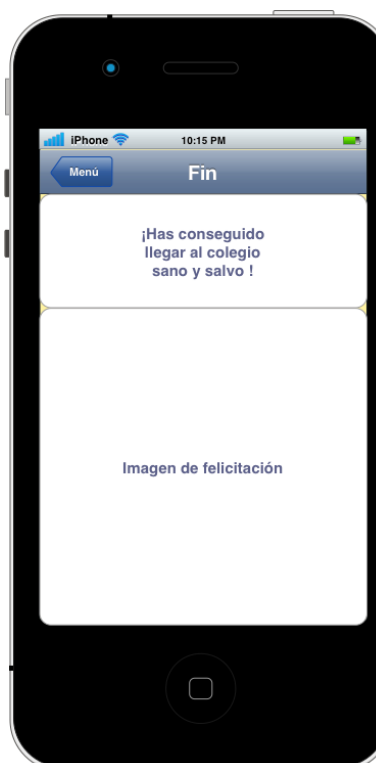 iPhone 10:15 PM
Menú Fin
¡Has conseguido
llegar al colegio
sano y salvo !
Imagen de felicitación